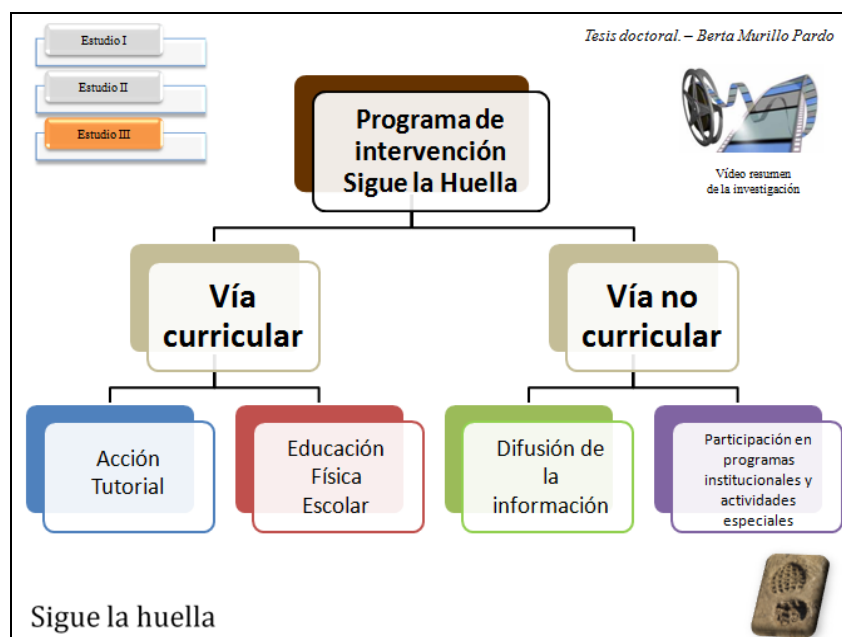 Estudio I
Estudio II
Estudio III
Tesis doctoral. – Berta Murillo Pardo
Vídeo resumen
de la investigación
Programa de
intervención
Sigue la Huella
Vía
curricular
Vía no
curricular
Acción
Tutorial
Educación
Física
Escolar
Difusión de
la
información
Participación en
programas
institucionales y
actividades
especiales
Sigue la huella